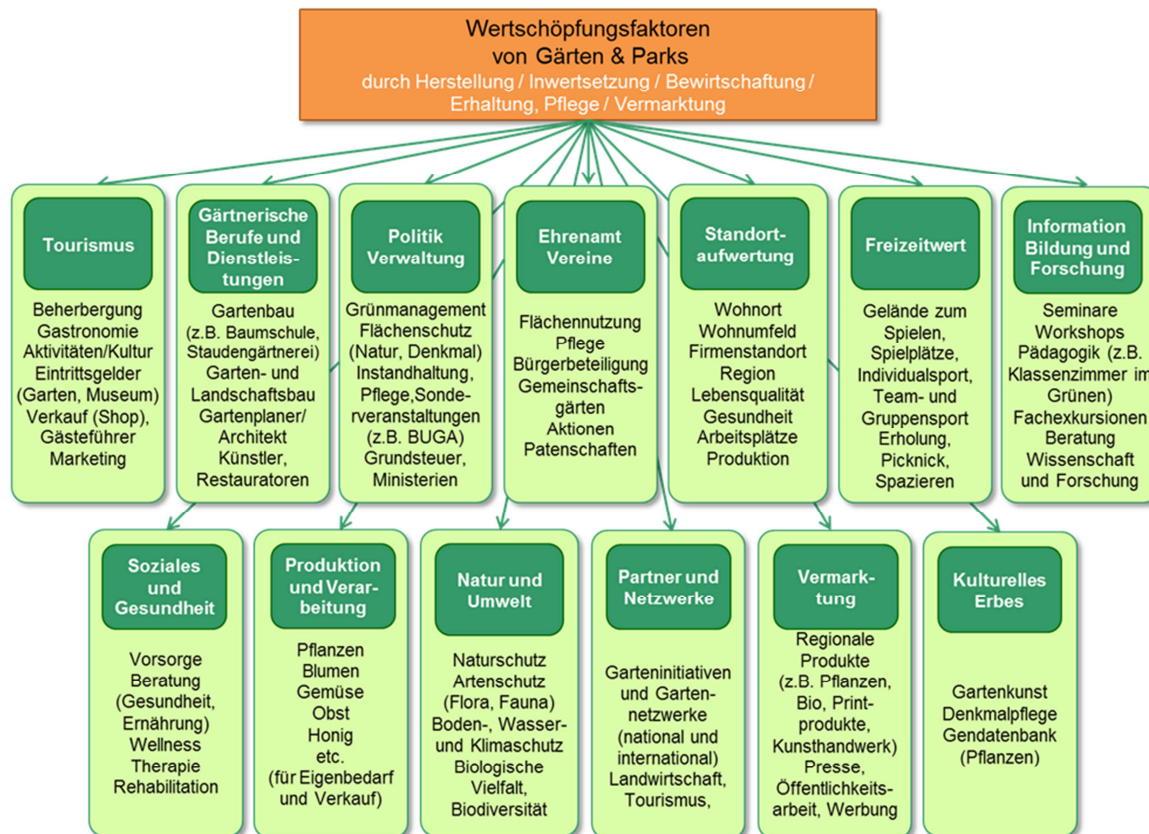 Wertschöpfungsfaktoren
von Gärten & Parks
durch Herstellung / Inwertsetzung / Bewirtschaftung /
Erhaltung, Pflege / Vermarktung
Tourismus
Beherbergung
Gastronomie
Aktivitäten/Kultur
Eintrittsgelder
(Garten, Museum)
Verkauf (Shop),
Gästeführer
Marketing
Gärtnerische
Berufe und
Dienstleis-
tungen
Gartenbau
(z.B. Baumschule,
Staudengärtnerei)
Garten- und
Landschaftsbau
Gartenplaner/
Architekt
Künstler,
Restauratoren
Politik
Verwaltung
Grünmanagement
Flächenschutz
(Natur, Denkmal)
Instandhaltung,
Pflege,Sonde-
rveranstaltungen
(z.B. BUGA)
Grundsteuer,
Ministerien
Ehrenamt
Vereine
Flächennutzung
Pflege
Bürgerbeteiligung
Gemeinschafts-
gärten
Aktionen
Patenschaften
Standort-
aufwertung
Wohnort
Wohnumfeld
Firmenstandort
Region
Lebensqualität
Gesundheit
Arbeitsplätze
Produktion
Freizeitwert
Gelände zum
Spielen,
Spielplätze,
Individualsport,
Team- und
Gruppensport
Erholung,
Picknick,
Spazieren
Information
Bildung und
Forschung
Seminare
Workshops
Pädagogik (z.B.
Klassenzimmer im
Grünen)
Fachexkursionen
Beratung
Wissenschaft
und Forschung
Soziales
und
Gesundheit
Vorsorge
Beratung
(Gesundheit,
Ernährung)
Wellness
Therapie
Rehabilitation
Produktion
und Verar-
beitung
Pflanzen
Blumen
Gemüse
Obst
Honig
etc.
(für Eigenbedarf
und Verkauf)
Natur und
Umwelt
Naturschutz
Artenschutz
(Flora, Fauna)
Boden-, Wasser-
und Klimaschutz
Biologische
Vielfalt,
Biodiversität
Partner und
Netzwerke
Garteninitiativen
und Garten-
netzwerke
(national und
international)
Landwirtschaft,
Tourismus,
Vermark-
tung
Regionale
Produkte
(z.B. Pflanzen,
Bio, Print-
produkte,
Kunsthandwerk)
Presse,
Öffentlichkeits-
arbeit, Werbung
Kulturelles
Erbes
Gartenkunst
Denkmalpflege
Gendatenbank
(Pflanzen)